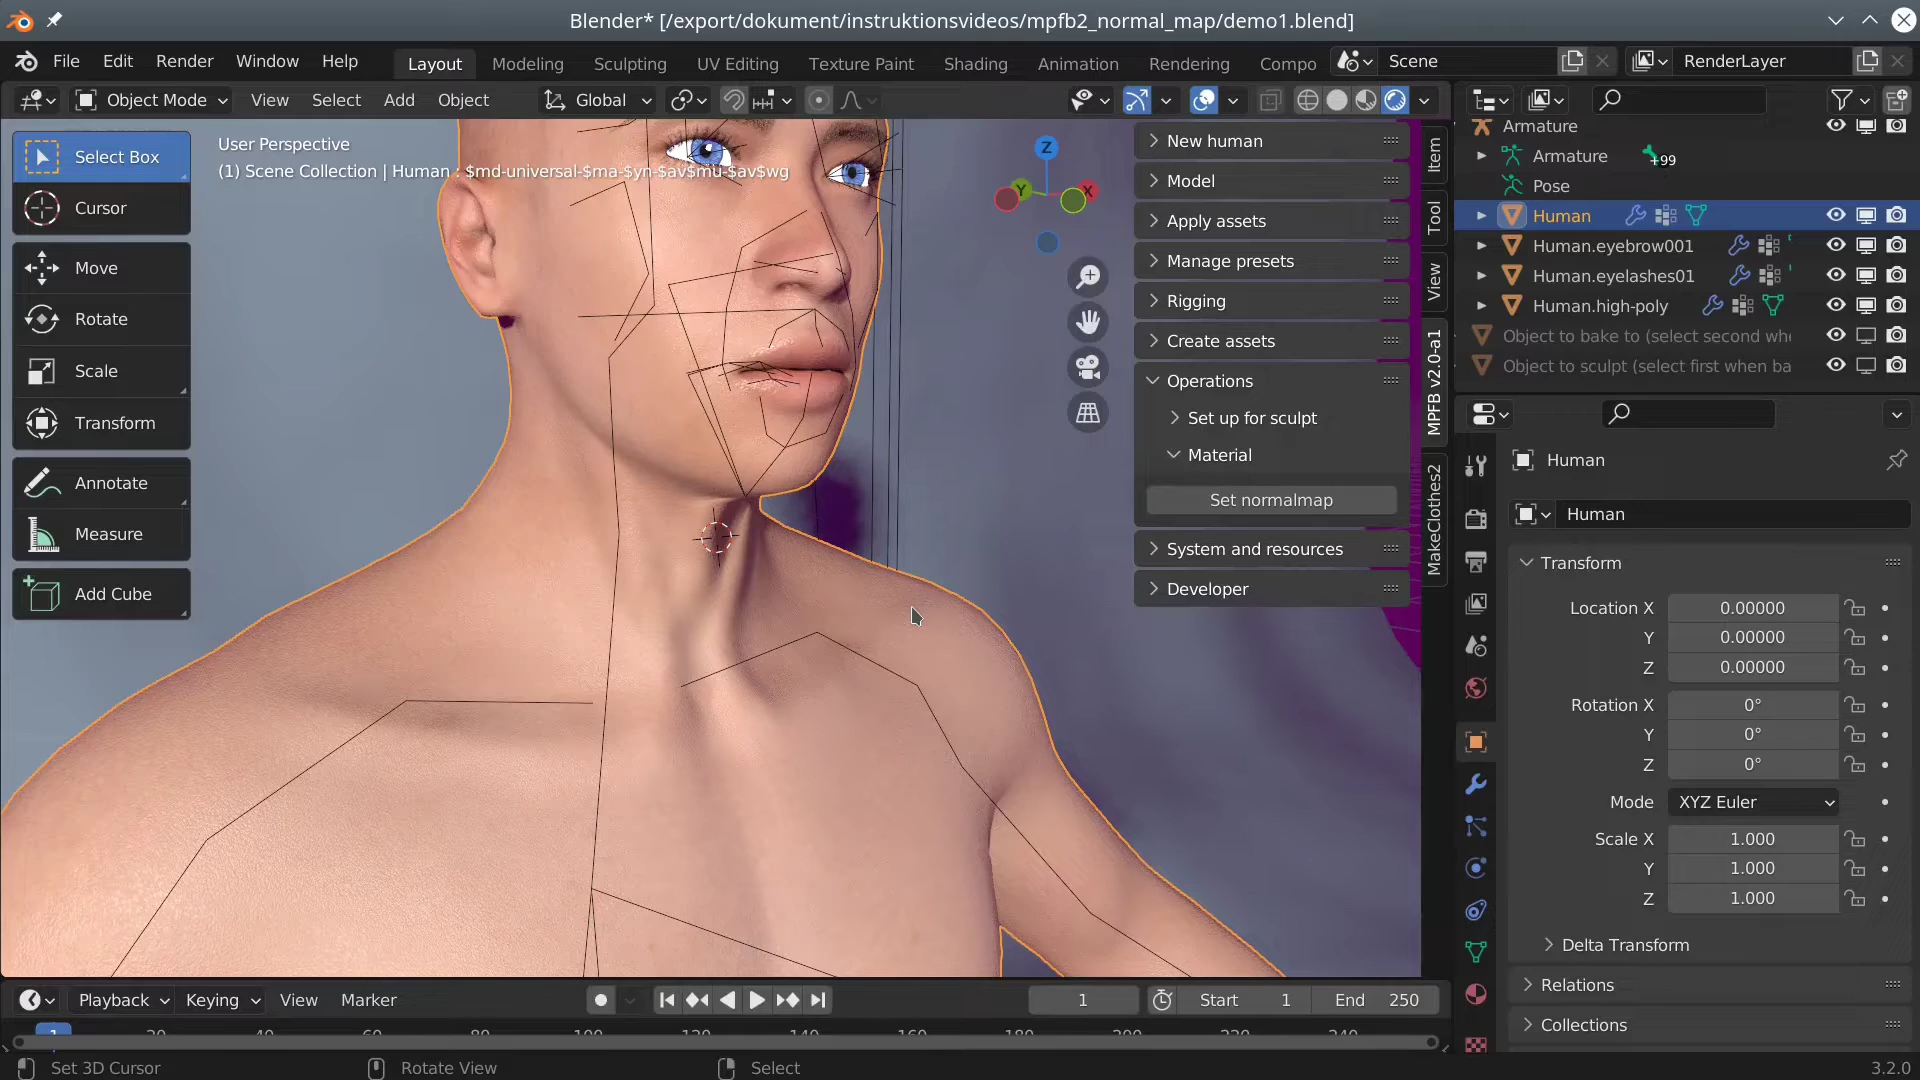 Blender* [/export/dokument/instruktionsvideos/mpfb2_normal_map/demo1.blend]
File Edit Render Window Help Layout Modeling Sculpting UV Editing Texture Paint Shading Animation Rendering Compo Scene RenderLayer
Object Mode View Select Add Object Global
User Perspective
(1) Scene Collection | Human : $md-universal-$ma-$yn-$av$mu-$av$wg
Select Box
Cursor
Move
Rotate
Scale
Transform
Annotate
Measure
Add Cube
Z
Y
X
New human
Model
Apply assets
Manage presets
Rigging
Create assets
Operations
Set up for sculpt
Material
Set normalmap
System and resources
Developer
Item
Tool
View
MPFB v2.0-a1
MakeClothes2
Armature
Armature +99
Pose
Human
Human.eyebrow001
Human.eyelashes01
Human.high-poly
Object to bake to (select second whe
Object to sculpt (select first when ba
Human
Human
Transform
Location X 0.00000
Y 0.00000
Z 0.00000
Rotation X 0°
Y 0°
Z 0°
Mode XYZ Euler
Scale X 1.000
Y 1.000
Z 1.000
Delta Transform
Relations
Collections
Playback Keying View Marker 1 Start 1 End 250
1 20 40 60 80 100 120 140 160 180 200 220 240
Set 3D Cursor Rotate View Select 3.2.0